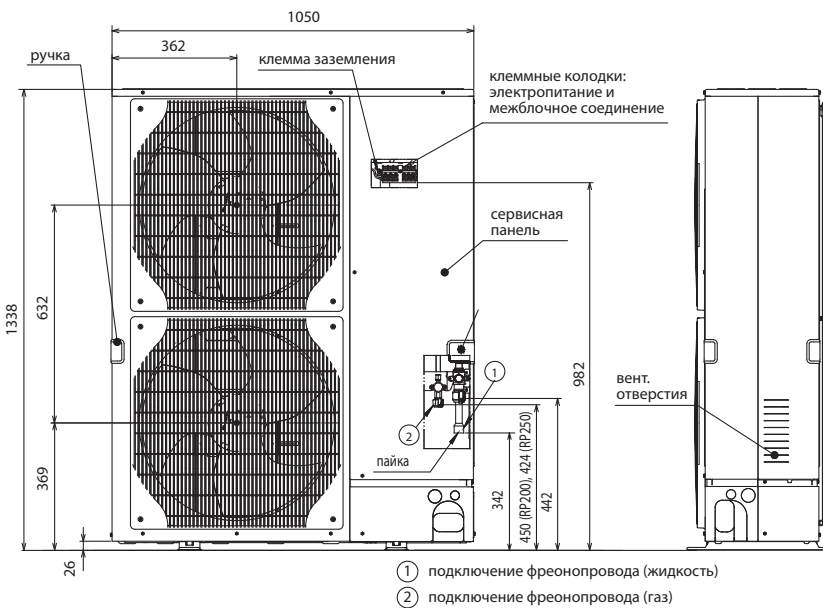 1050
362
ручка
клемма заземления
клеммные колодки:
электропитание и
межблочное соединение
сервисная
панель
1338
632
369
26
982
вент.
отверстия
1
2
пайка
342
450 (RP200), 424 (RP250)
442
1 подключение фреонопровода (жидкость)
2 подключение фреонопровода (газ)